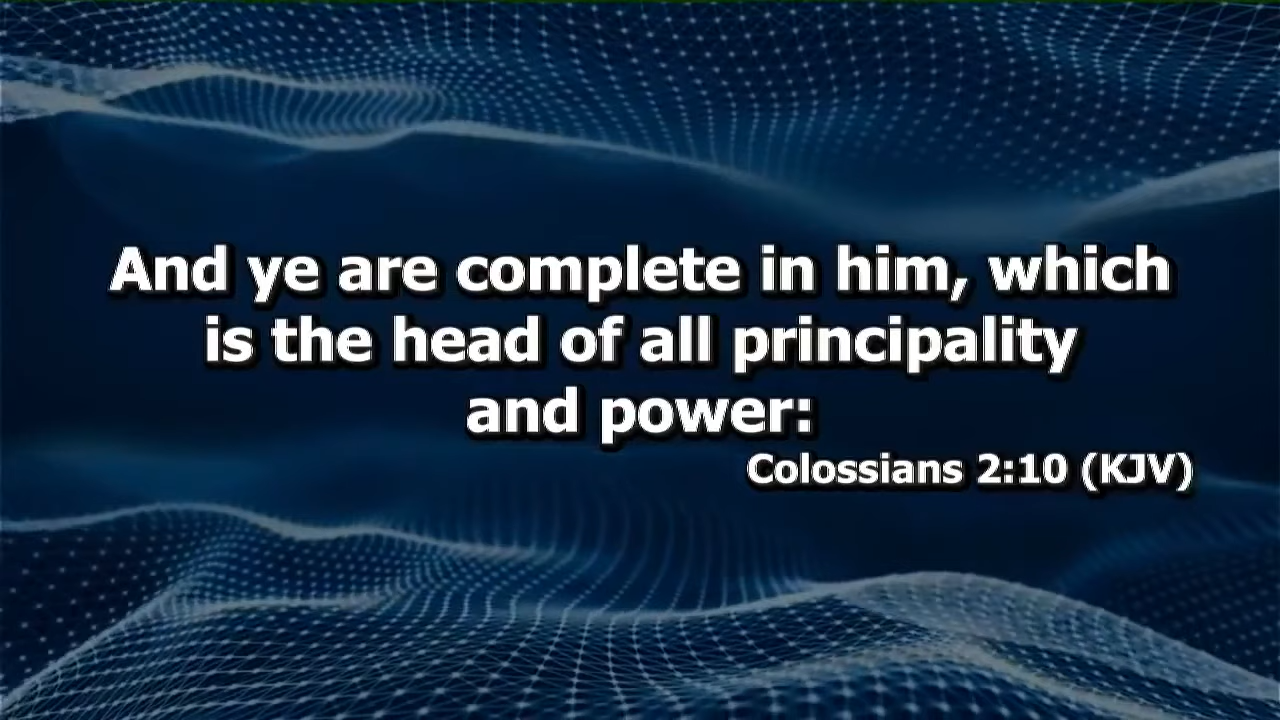 And ye are complete in him, which
is the head of all principality
and power:
Colossians 2:10 (KJV)